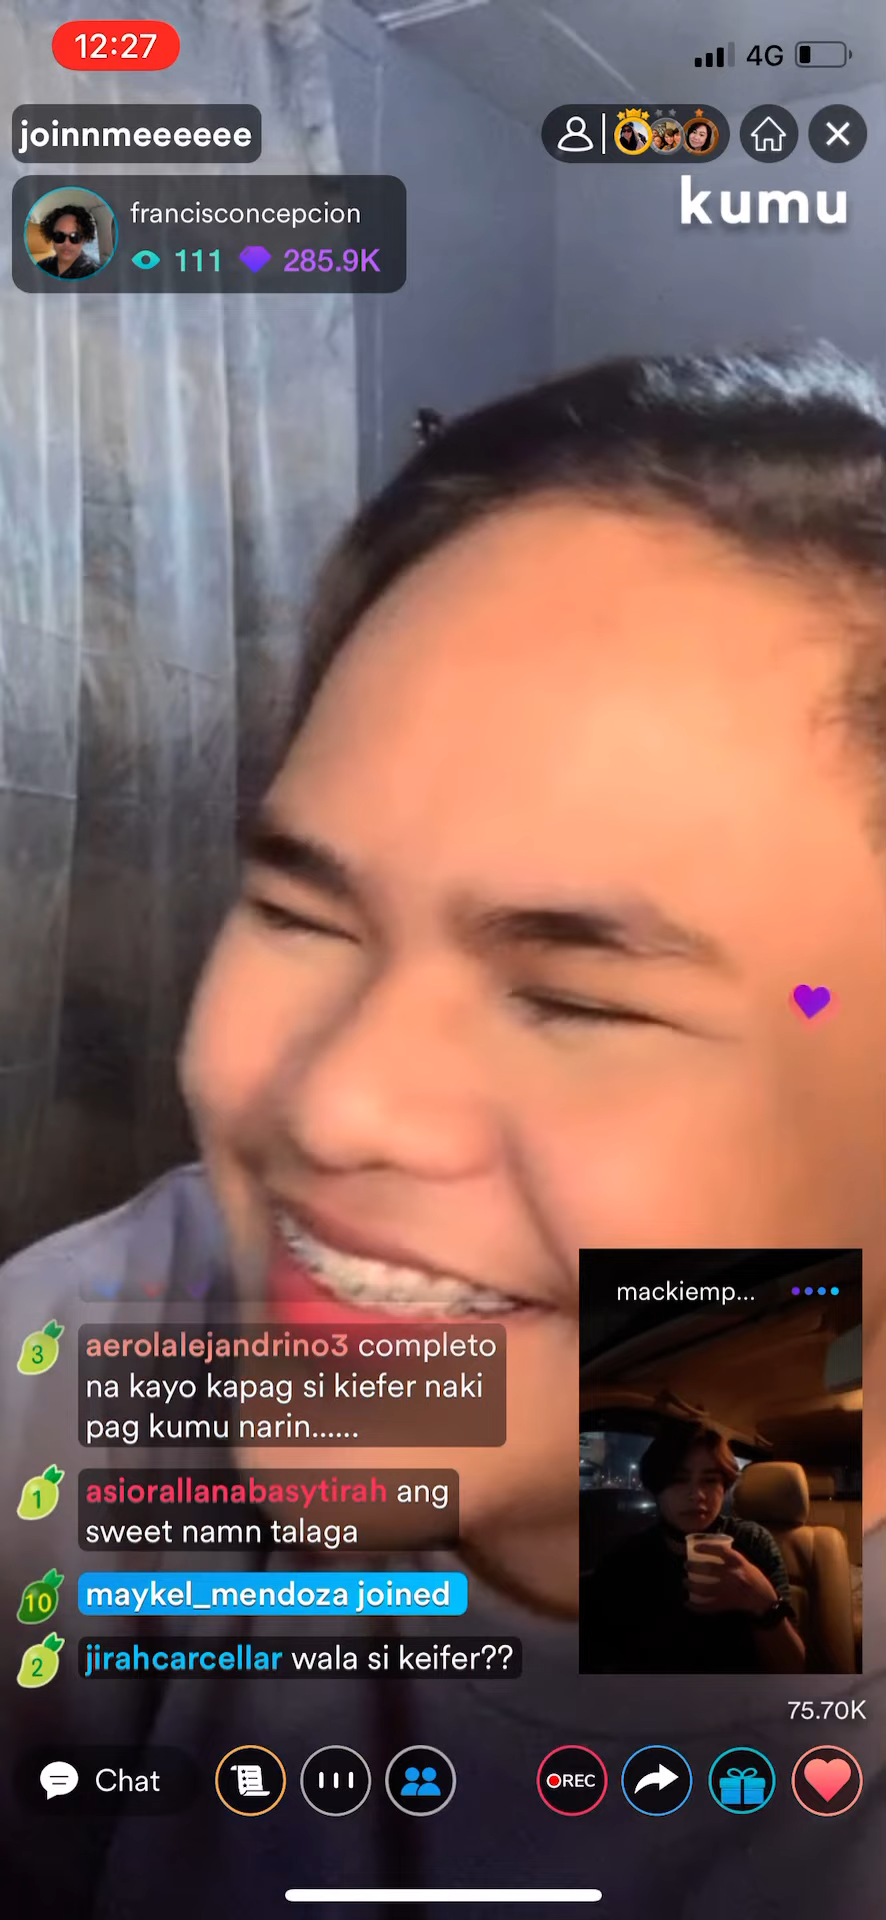 12:27
4G
joinnmeeeeee
kumu
francisconcepcion
111 285.9K
mackiemp...
3
aerolalejandrino3 completo
na kayo kapag si kiefer naki
pag kumu narin......
1
asiorallanabasytirah ang
sweet namn talaga
10
maykel_mendoza joined
2
jirahcarcellar wala si keifer??
75.70K
Chat
REC